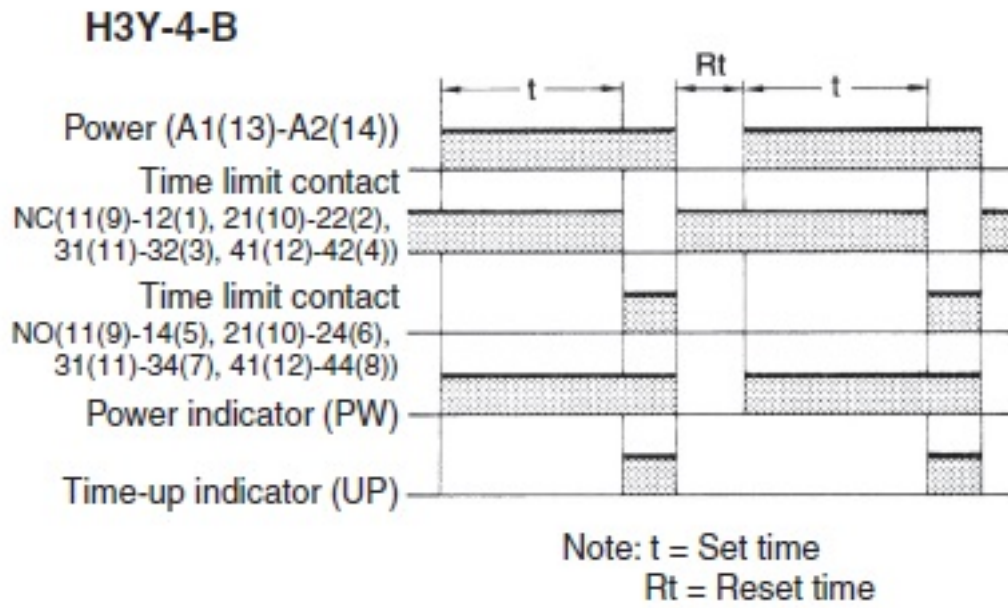 H3Y-4-B
t
Rt
t
Power (A1(13)-A2(14))
Time limit contact
NC(11(9)-12(1), 21(10)-22(2),
31(11)-32(3), 41(12)-42(4))
Time limit contact
NO(11(9)-14(5), 21(10)-24(6),
31(11)-34(7), 41(12)-44(8))
Power indicator (PW)
Time-up indicator (UP)
Note: t = Set time
Rt = Reset time